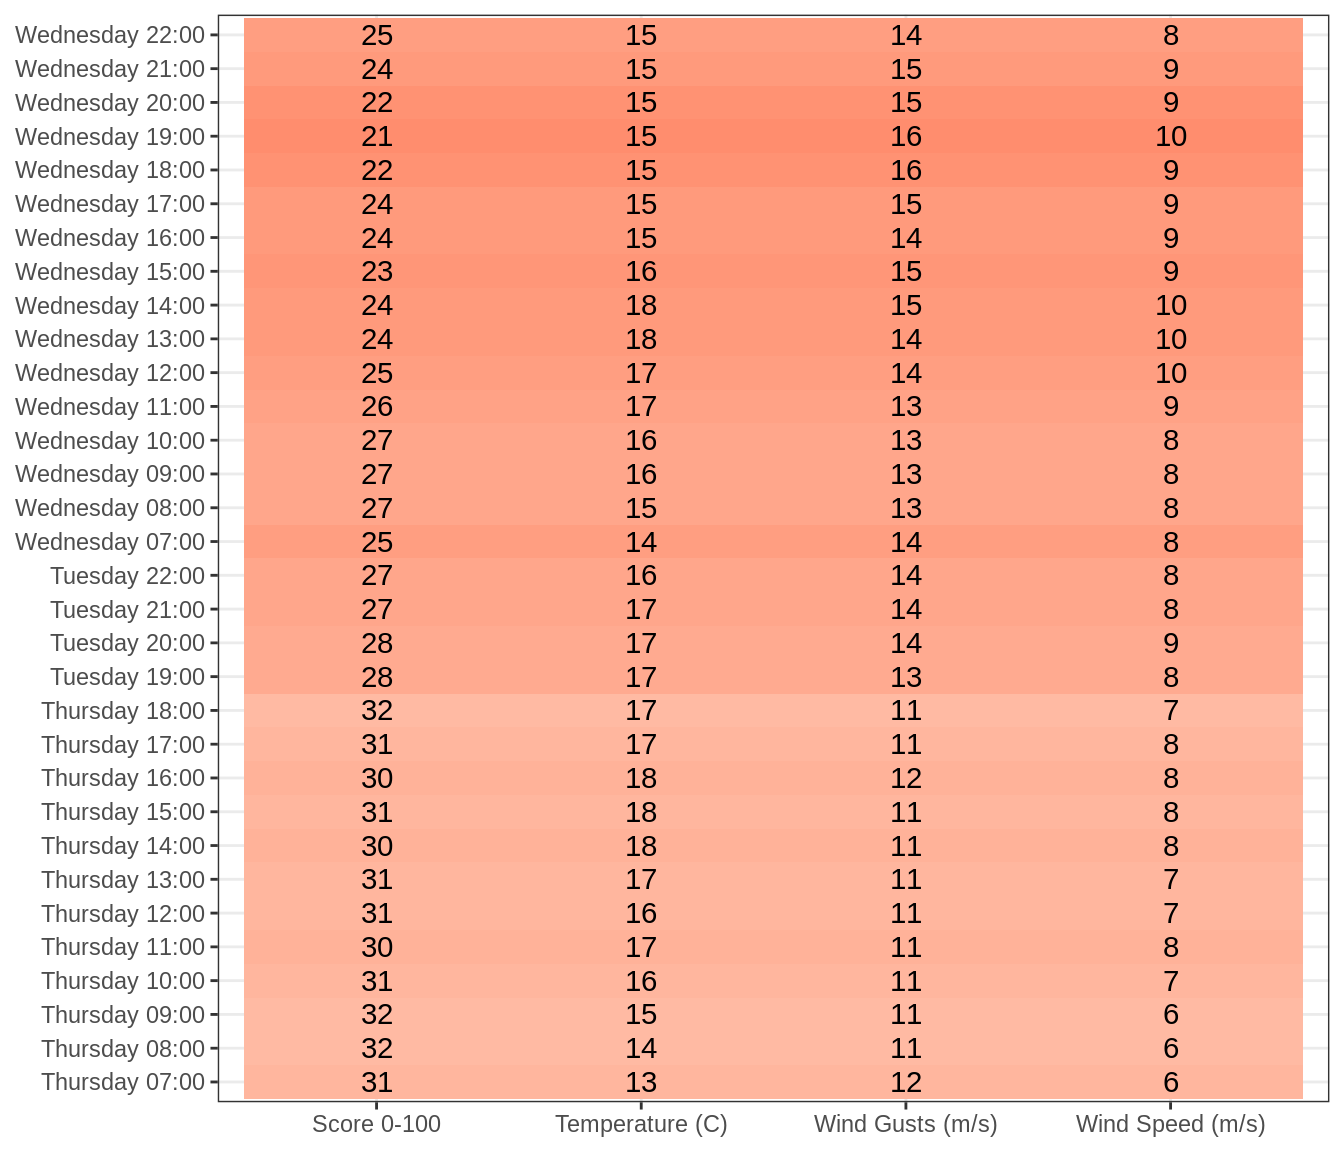 Wednesday 22:00 25 15 14 8
Wednesday 21:00 24 15 15 9
Wednesday 20:00 22 15 15 9
Wednesday 19:00 21 15 16 10
Wednesday 18:00 22 15 16 9
Wednesday 17:00 24 15 15 9
Wednesday 16:00 24 15 14 9
Wednesday 15:00 23 16 15 9
Wednesday 14:00 24 18 15 10
Wednesday 13:00 24 18 14 10
Wednesday 12:00 25 17 14 10
Wednesday 11:00 26 17 13 9
Wednesday 10:00 27 16 13 8
Wednesday 09:00 27 16 13 8
Wednesday 08:00 27 15 13 8
Wednesday 07:00 25 14 14 8
Tuesday 22:00 27 16 14 8
Tuesday 21:00 27 17 14 8
Tuesday 20:00 28 17 14 9
Tuesday 19:00 28 17 13 8
Thursday 18:00 32 17 11 7
Thursday 17:00 31 17 11 8
Thursday 16:00 30 18 12 8
Thursday 15:00 31 18 11 8
Thursday 14:00 30 18 11 8
Thursday 13:00 31 17 11 7
Thursday 12:00 31 16 11 7
Thursday 11:00 30 17 11 8
Thursday 10:00 31 16 11 7
Thursday 09:00 32 15 11 6
Thursday 08:00 32 14 11 6
Thursday 07:00 31 13 12 6
Score 0-100 Temperature (C) Wind Gusts (m/s) Wind Speed (m/s)